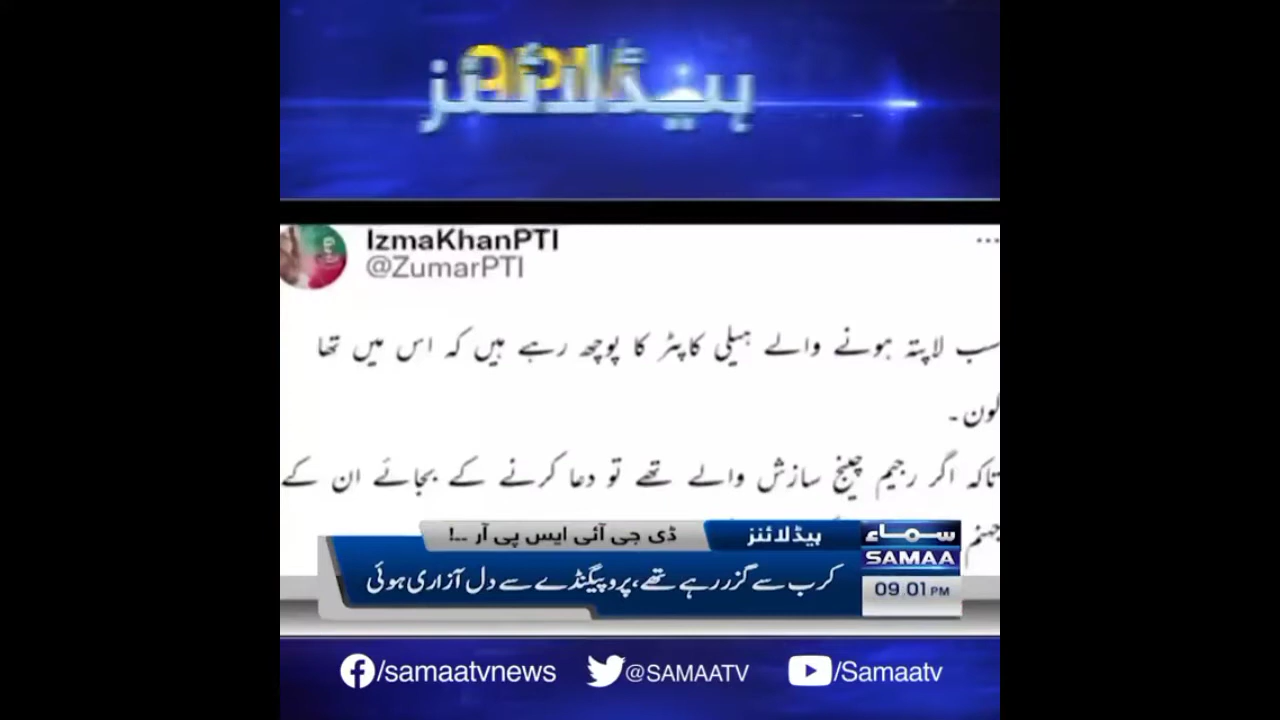 ہیڈلائنز
IzmaKhanPTI
@ZumarPTI
سب لاپتہ ہونے والے ہیلی کاپٹر کا پوچھ رہے ہیں کہ اس میں تھا
کون۔
تاکہ اگر رجیم چینج سازش والے تھے تو دعا کرنے کے بجائے ان کے
جہنم
ہیڈلائنز
ڈی جی آئی ایس پی آر ..!
کرب سے گزر رہے تھے، پروپیگنڈے سے دل آزاری ہوئی
سماء
SAMAA
09.01 PM
/samaatvnews
@SAMAATV
/Samaatv